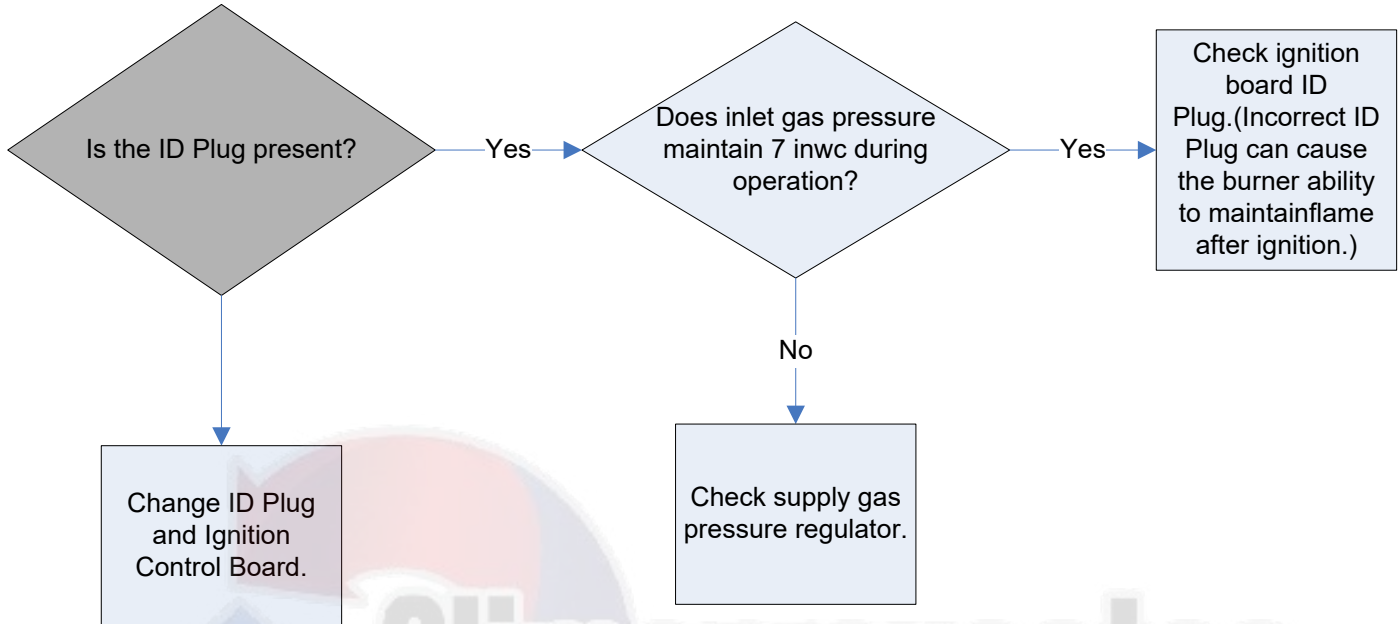 Is the ID Plug present?
Yes
Does inlet gas pressure
maintain 7 inwc during
operation?
Yes
Check ignition
board ID
Plug.(Incorrect ID
Plug can cause
the burner ability
to maintainflame
after ignition.)
No
Change ID Plug
and Ignition
Control Board.
Check supply gas
pressure regulator.